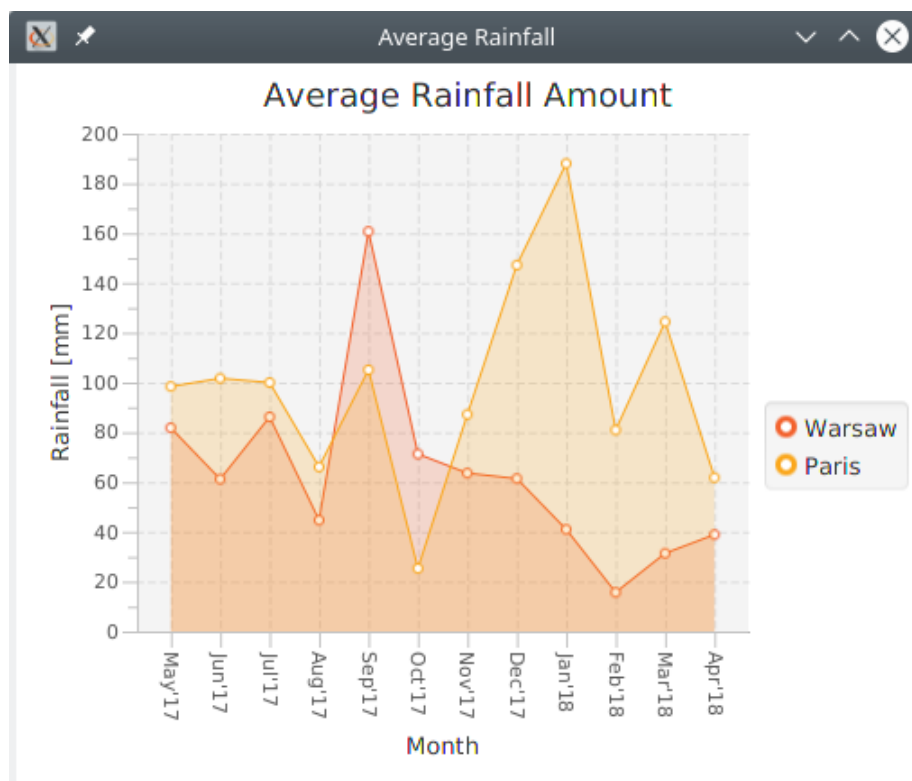 Average Rainfall
Average Rainfall Amount
200
180
160
140
120
100
80
60
40
20
0
Rainfall [mm]
May'17
Jun'17
Jul'17
Aug'17
Sep'17
Oct'17
Nov'17
Dec'17
Jan'18
Feb'18
Mar'18
Apr'18
Month
Warsaw
Paris